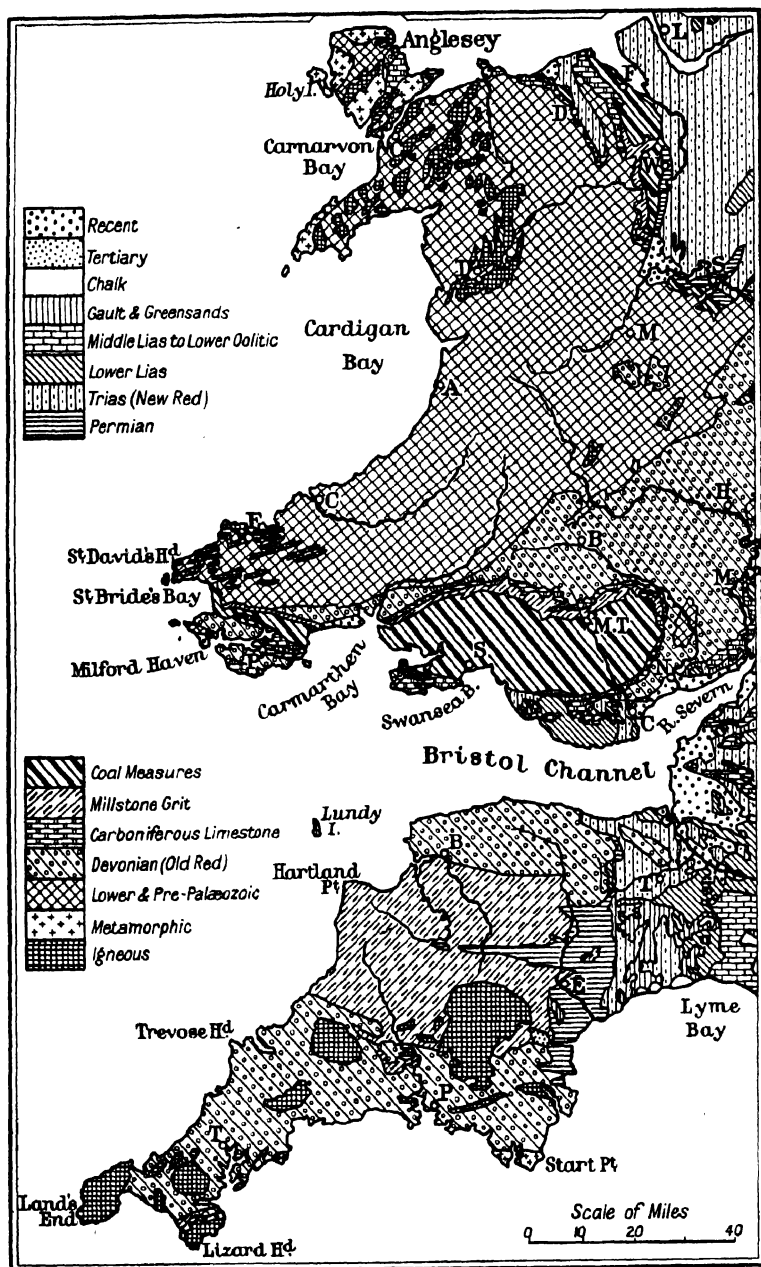 Anglesey
L
Holy I.
F
D
Carnarvon
Bay
C
W
Recent
Tertiary
Chalk
Gault & Greensands
Middle Lias to Lower Oolitic
Lower Lias
Trias (New Red)
Permian
S
Cardigan
Bay
M
A
C
H
F
B
St David's Hd
St Bride's Bay
M
M.T.
Milford Haven
P
Carmarthen
Bay
S
Swansea B.
N
C
R. Severn
Bristol Channel
Coal Measures
Millstone Grit
Carboniferous Limestone
Devonian (Old Red)
Lower & Pre-Palæozoic
Metamorphic
Igneous
Lundy
I.
B
Hartland
Pt
T
E
Lyme
Bay
Trevose Hd
P
T
Start Pt
Land's
End
Lizard Hd
Scale of Miles
0 10 20 40